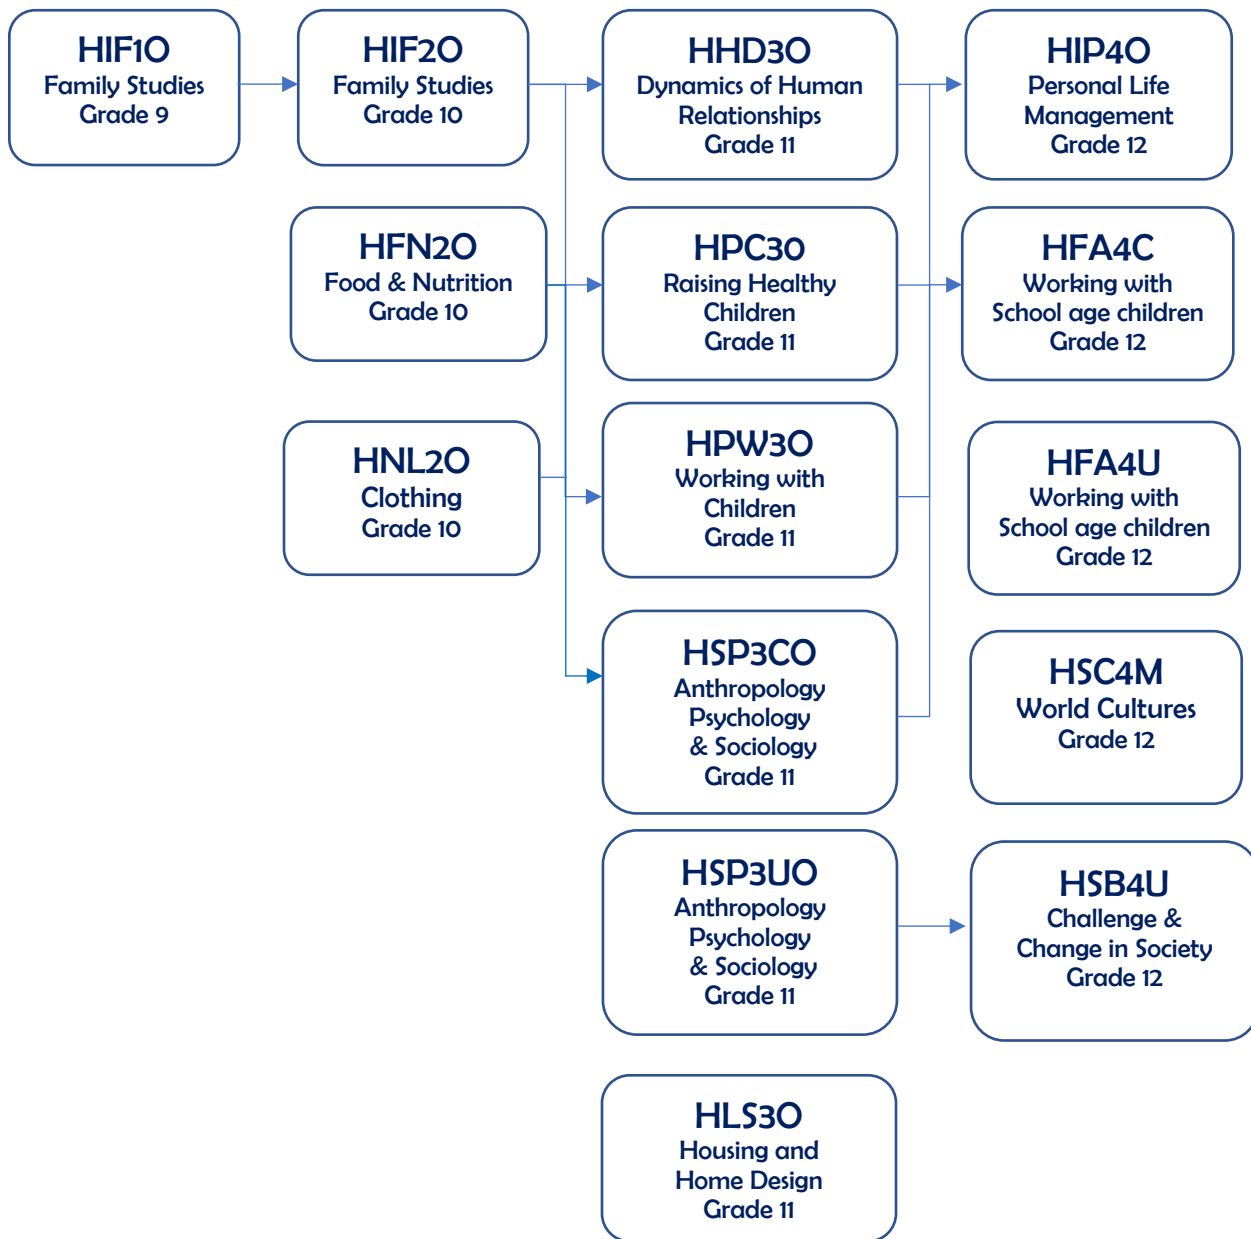 HIF1O
Family Studies
Grade 9
HIF2O
Family Studies
Grade 10
HHD3O
Dynamics of Human
Relationships
Grade 11
HIP4O
Personal Life
Management
Grade 12
HFN2O
Food & Nutrition
Grade 10
HPC3O
Raising Healthy
Children
Grade 11
HFA4C
Working with
School age children
Grade 12
HNL2O
Clothing
Grade 10
HPW3O
Working with
Children
Grade 11
HFA4U
Working with
School age children
Grade 12
HSP3CO
Anthropology
Psychology
& Sociology
Grade 11
HSC4M
World Cultures
Grade 12
HSP3UO
Anthropology
Psychology
& Sociology
Grade 11
HSB4U
Challenge &
Change in Society
Grade 12
HLS3O
Housing and
Home Design
Grade 11